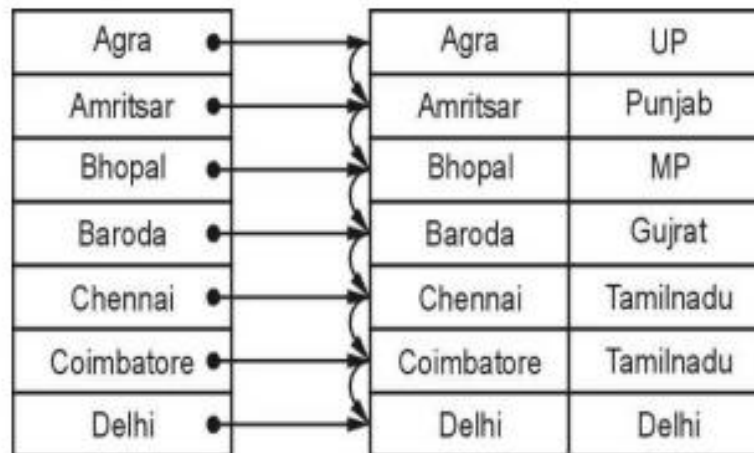 Agra Agra UP
Amritsar Amritsar Punjab
Bhopal Bhopal MP
Baroda Baroda Gujrat
Chennai Chennai Tamilnadu
Coimbatore Coimbatore Tamilnadu
Delhi Delhi Delhi